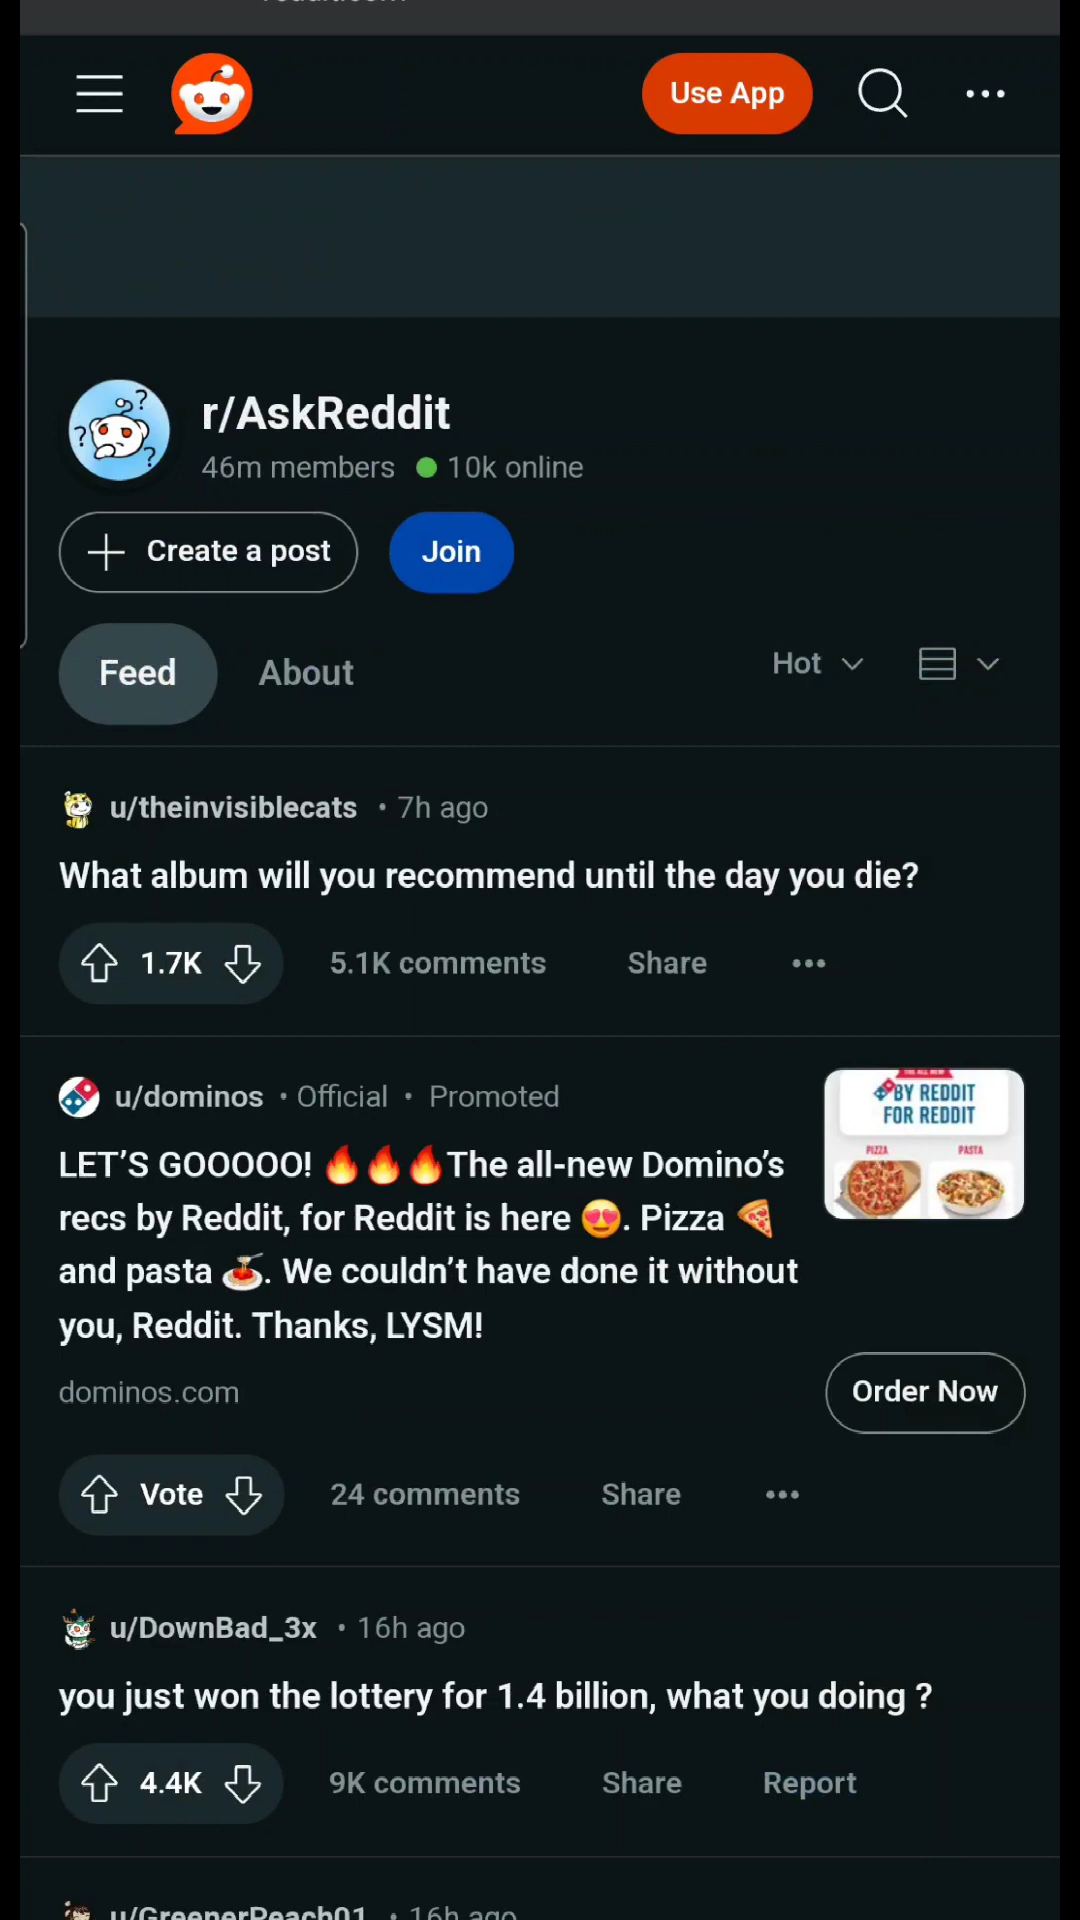 Use App
r/AskReddit
46m members 10k online
Create a post Join
Feed About Hot
u/theinvisiblecats • 7h ago
What album will you recommend until the day you die?
1.7K 5.1K comments Share
u/dominos • Official • Promoted
BY REDDIT
FOR REDDIT
PIZZA PASTA
LET’S GOOOOO! 🔥🔥🔥The all-new Domino’s
recs by Reddit, for Reddit is here 😍. Pizza 🍕
and pasta 🍝. We couldn’t have done it without
you, Reddit. Thanks, LYSM!
dominos.com Order Now
Vote 24 comments Share
u/DownBad_3x • 16h ago
you just won the lottery for 1.4 billion, what you doing ?
4.4K 9K comments Share Report
u/GreenerPeach01 • 16h ago